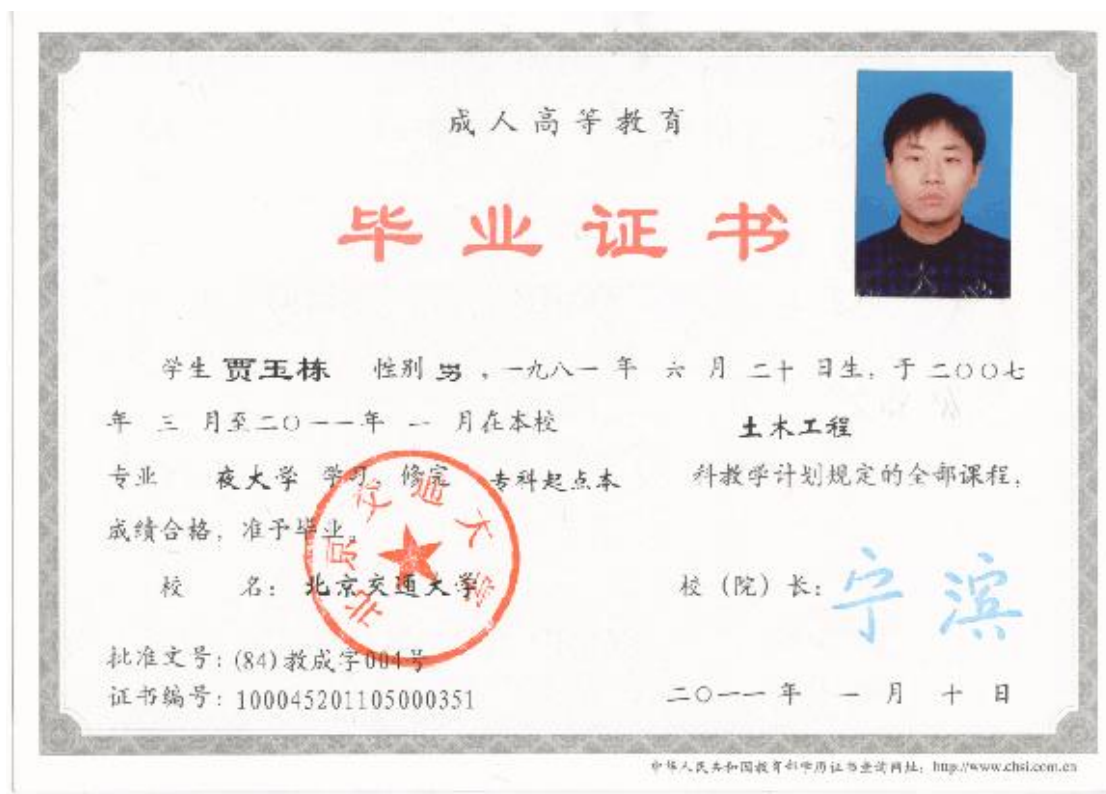 成人高等教育
毕业证书
学生 贾玉栋 性别 男 ，一九八一 年 六 月 二十 日生，于 二〇〇七
年 三 月至二〇一一年 一 月在本校 土木工程
专业 夜大学 学习，修完 专科起点本 科教学计划规定的全部课程，
成绩合格，准予毕业。
北京交通大学
校 名：北京交通大学 校（院）长：宁滨
批准文号：(84)教成字004号
证书编号：100045201105000351 二〇一一 年 一 月 十 日
中华人民共和国教育部学历证书查询网址：http://www.chsi.com.cn